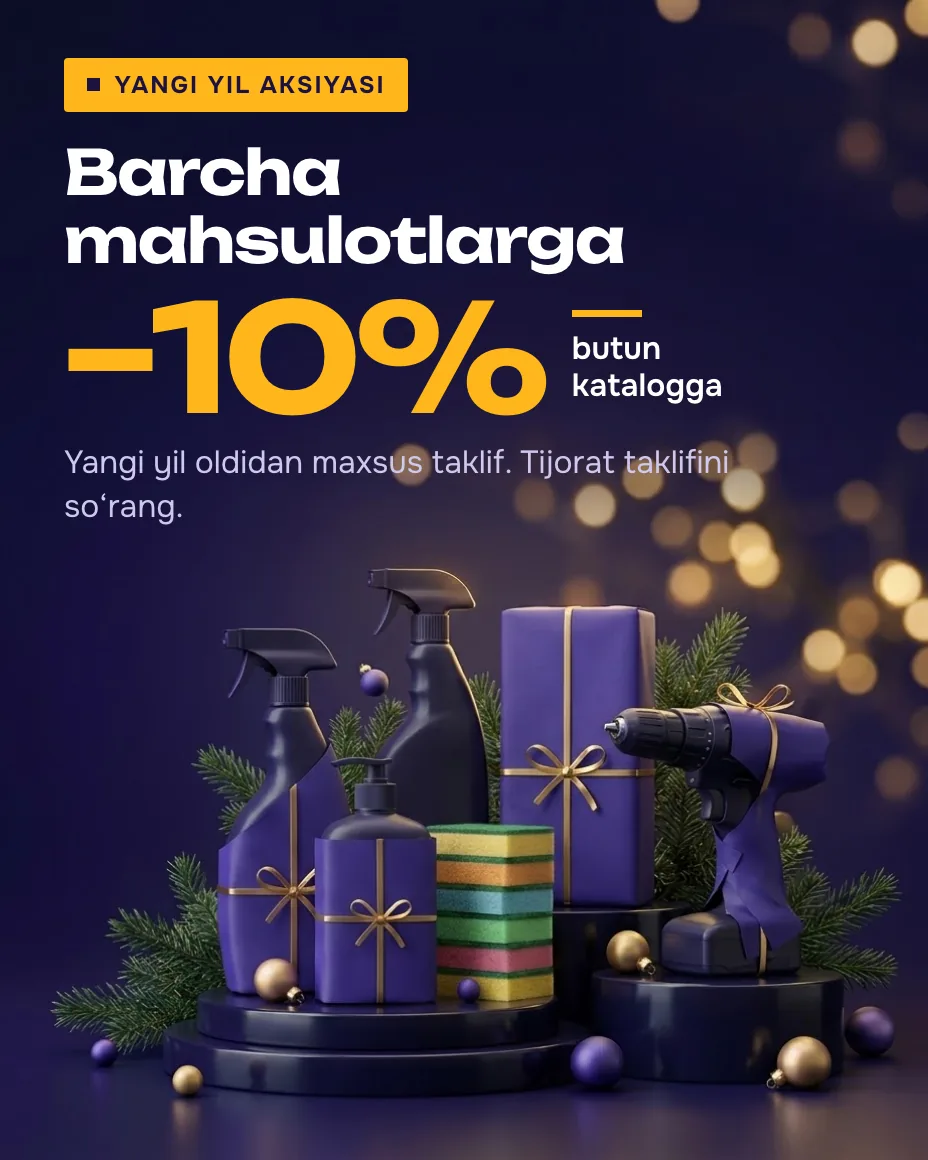 YANGI YIL AKSIYASI
Barcha
mahsulotlarga
–10%
butun
katalogga
Yangi yil oldidan maxsus taklif. Tijorat taklifini
so‘rang.